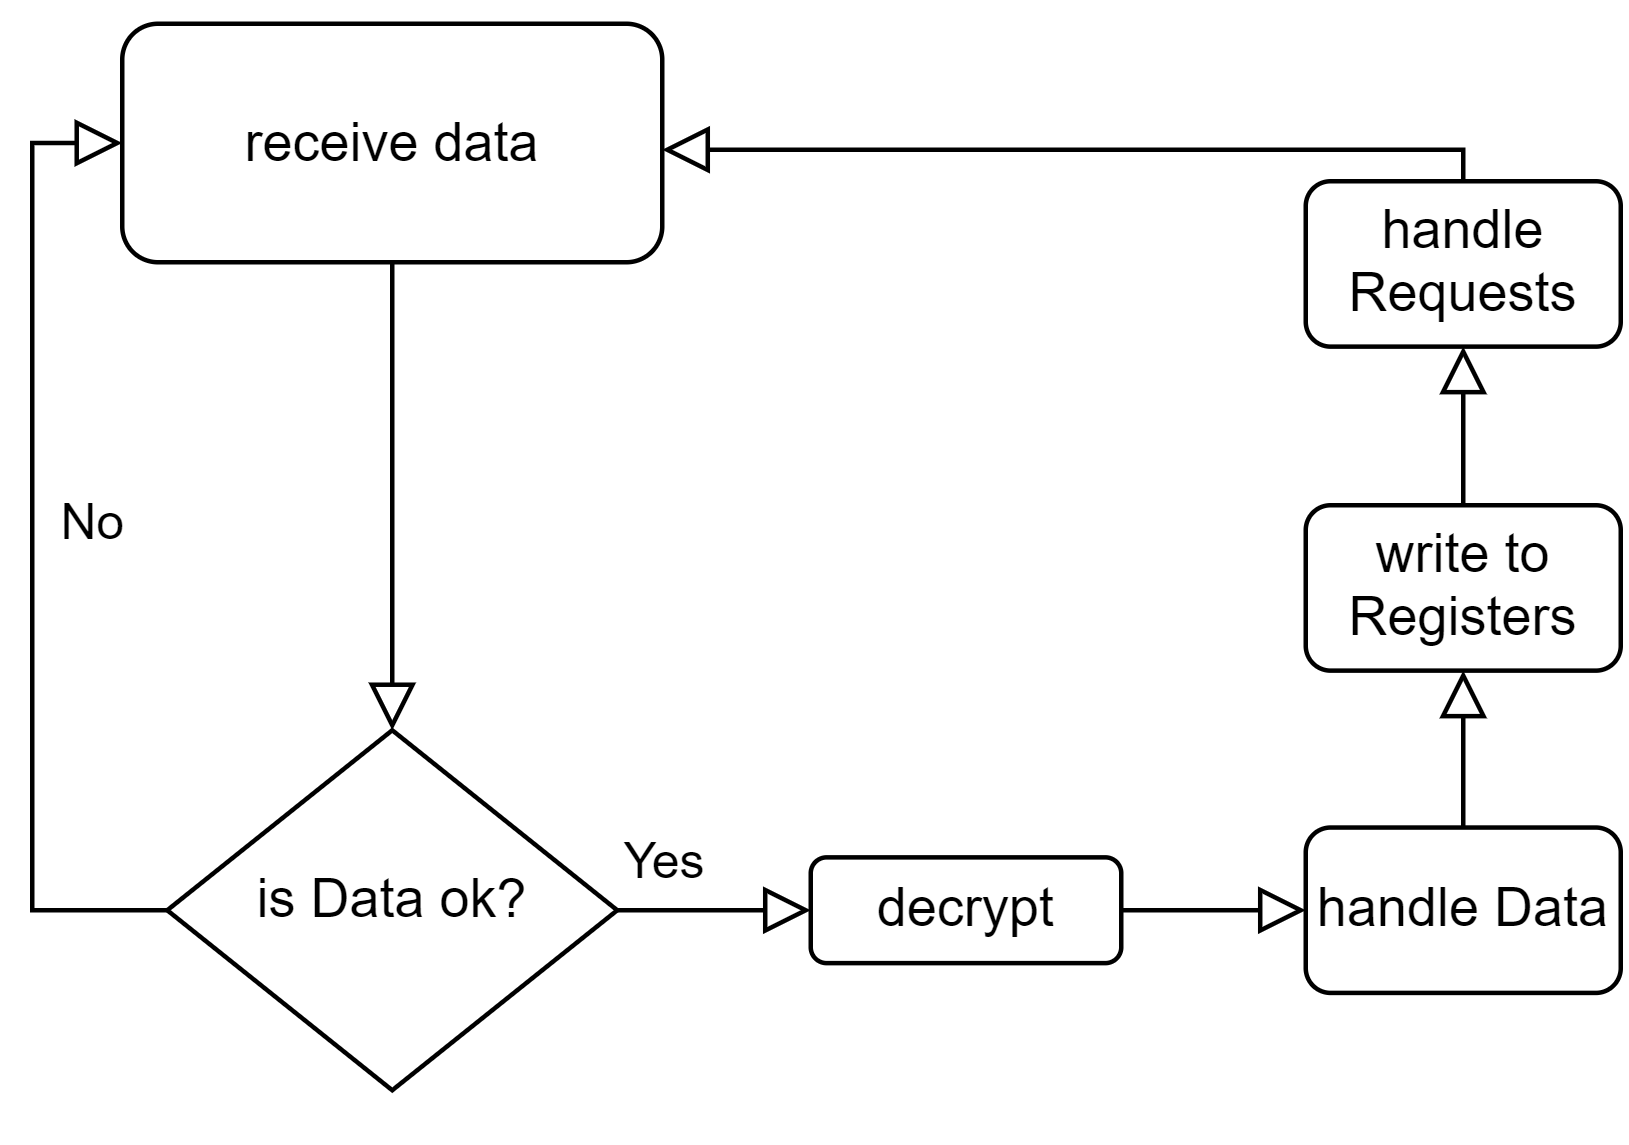 receive data
handle
Requests
No
write to
Registers
is Data ok?
Yes
decrypt
handle Data